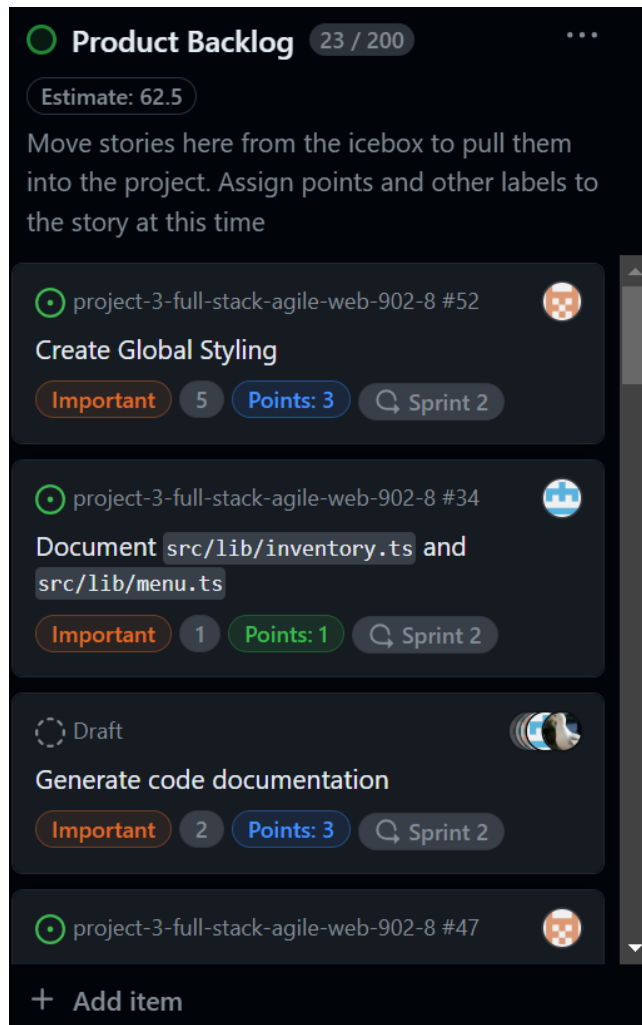 Product Backlog 23 / 200
Estimate: 62.5
Move stories here from the icebox to pull them
into the project. Assign points and other labels to
the story at this time
project-3-full-stack-agile-web-902-8 #52
Create Global Styling
Important 5 Points: 3 Sprint 2
project-3-full-stack-agile-web-902-8 #34
Document src/lib/inventory.ts and
src/lib/menu.ts
Important 1 Points: 1 Sprint 2
Draft
Generate code documentation
Important 2 Points: 3 Sprint 2
project-3-full-stack-agile-web-902-8 #47
+ Add item